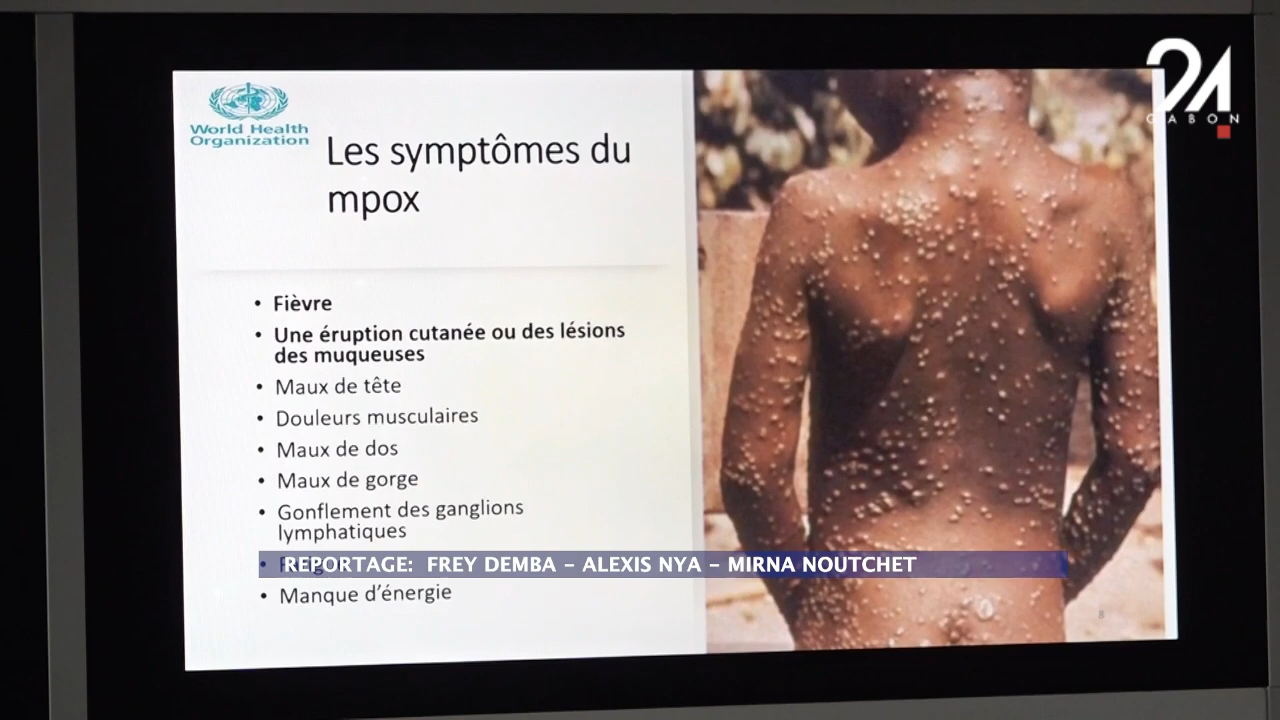 World Health
Organization
24
GABON
Les symptômes du
mpox
• Fièvre
• Une éruption cutanée ou des lésions
des muqueuses
• Maux de tête
• Douleurs musculaires
• Maux de dos
• Maux de gorge
• Gonflement des ganglions
lymphatiques
REPORTAGE: FREY DEMBA – ALEXIS NYA – MIRNA NOUTCHET
• Manque d'énergie
8